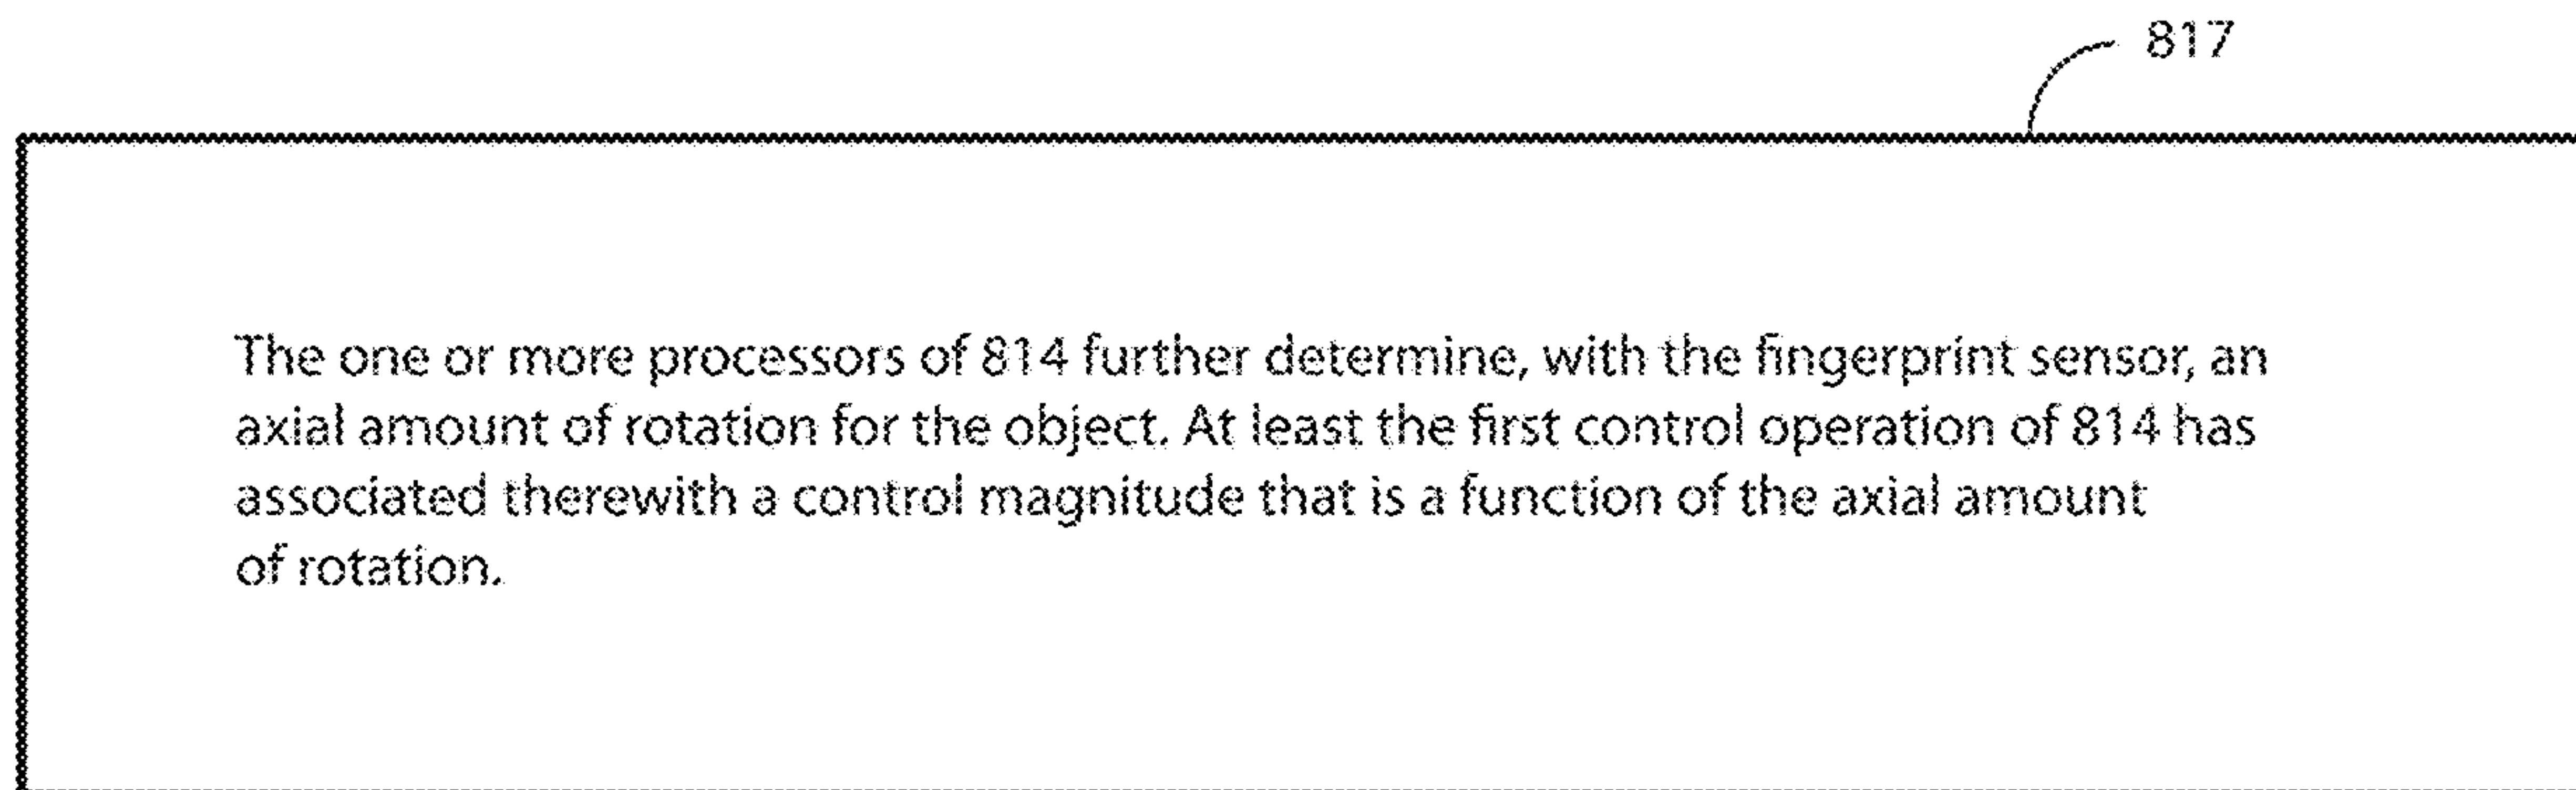 817
The one or more processors of 814 further determine, with the fingerprint sensor, an
axial amount of rotation for the object. At least the first control operation of 814 has
associated therewith a control magnitude that is a function of the axial amount
of rotation.